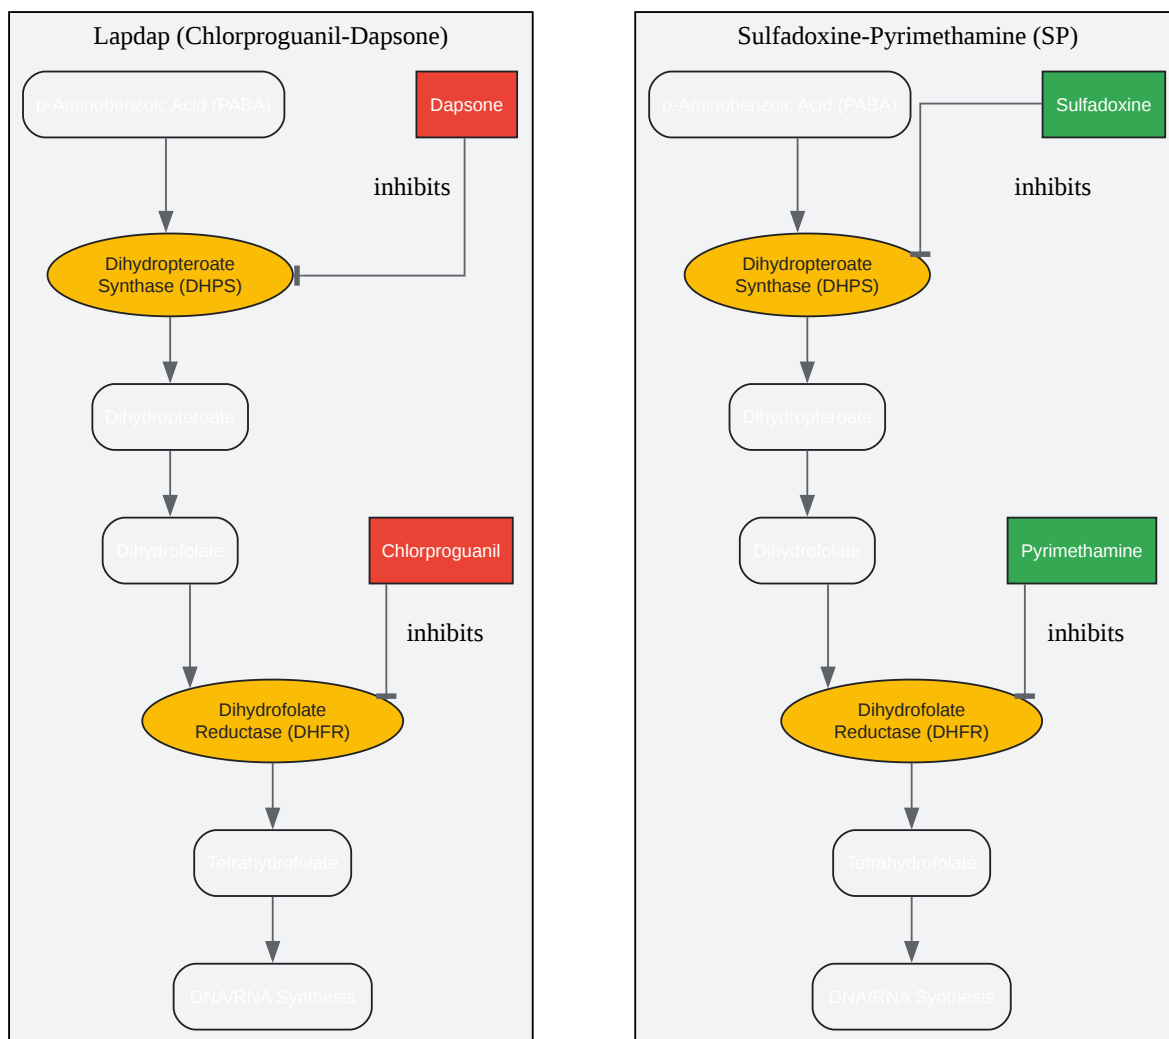 Lapdap (Chlorproguanil-Dapsone)
p-Aminobenzoic Acid (PABA)
Dapsone
inhibits
Dihydropteroate
Synthase (DHPS)
Dihydropteroate
Dihydrofolate
Chlorproguanil
inhibits
Dihydrofolate
Reductase (DHFR)
Tetrahydrofolate
DNA/RNA Synthesis
Sulfadoxine-Pyrimethamine (SP)
p-Aminobenzoic Acid (PABA)
Sulfadoxine
inhibits
Dihydropteroate
Synthase (DHPS)
Dihydropteroate
Dihydrofolate
Pyrimethamine
inhibits
Dihydrofolate
Reductase (DHFR)
Tetrahydrofolate
DNA/RNA Synthesis